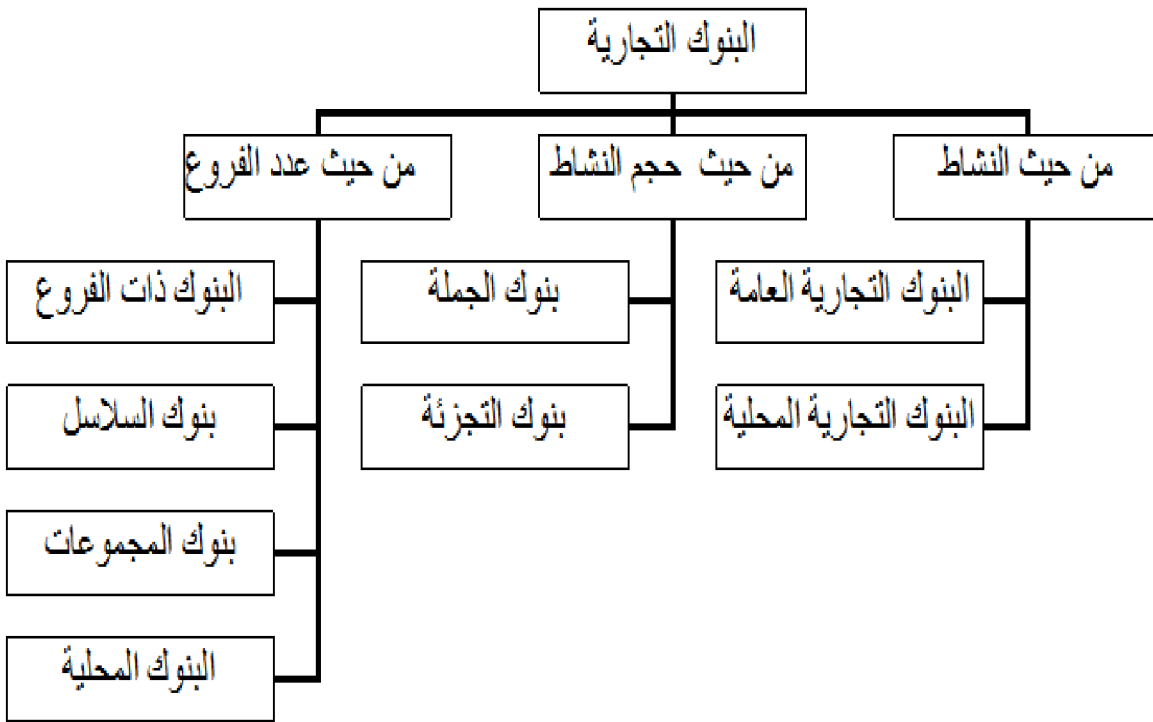 البنوك التجارية
من حيث النشاط
من حيث حجم النشاط
من حيث عدد الفروع
البنوك التجارية العامة
بنوك الجملة
البنوك ذات الفروع
البنوك التجارية المحلية
بنوك التجزئة
بنوك السلاسل
بنوك المجموعات
البنوك المحلية